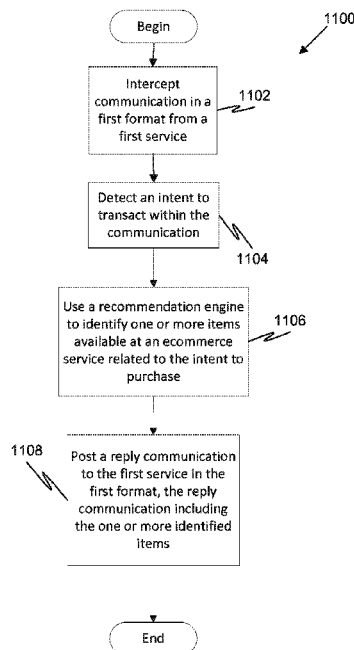 1100
Begin
Intercept
communication in a
first format from a
first service
1102
Detect an intent to
transact within the
communication
1104
Use a recommendation engine
to identify one or more items
available at an ecommerce
service related to the intent to
purchase
1106
1108
Post a reply communication
to the first service in the
first format, the reply
communication including
the one or more identified
items
End